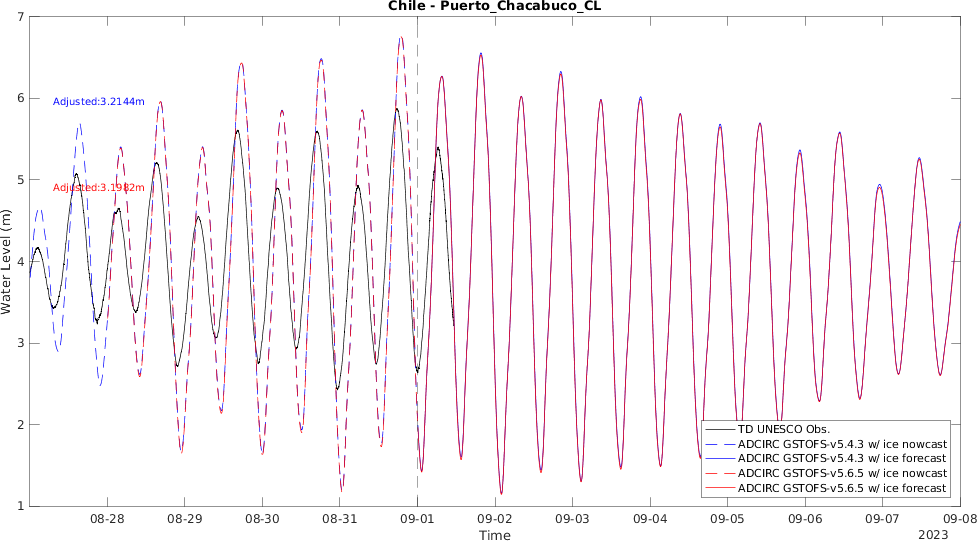 Chile - Puerto_Chacabuco_CL
7
6
5
4
3
2
1
Water Level (m)
Adjusted:3.2144m
Adjusted:3.1982m
TD UNESCO Obs.
ADCIRC GSTOFS-v5.4.3 w/ ice nowcast
ADCIRC GSTOFS-v5.4.3 w/ ice forecast
ADCIRC GSTOFS-v5.6.5 w/ ice nowcast
ADCIRC GSTOFS-v5.6.5 w/ ice forecast
08-28 08-29 08-30 08-31 09-01 09-02 09-03 09-04 09-05 09-06 09-07 09-08
Time
2023